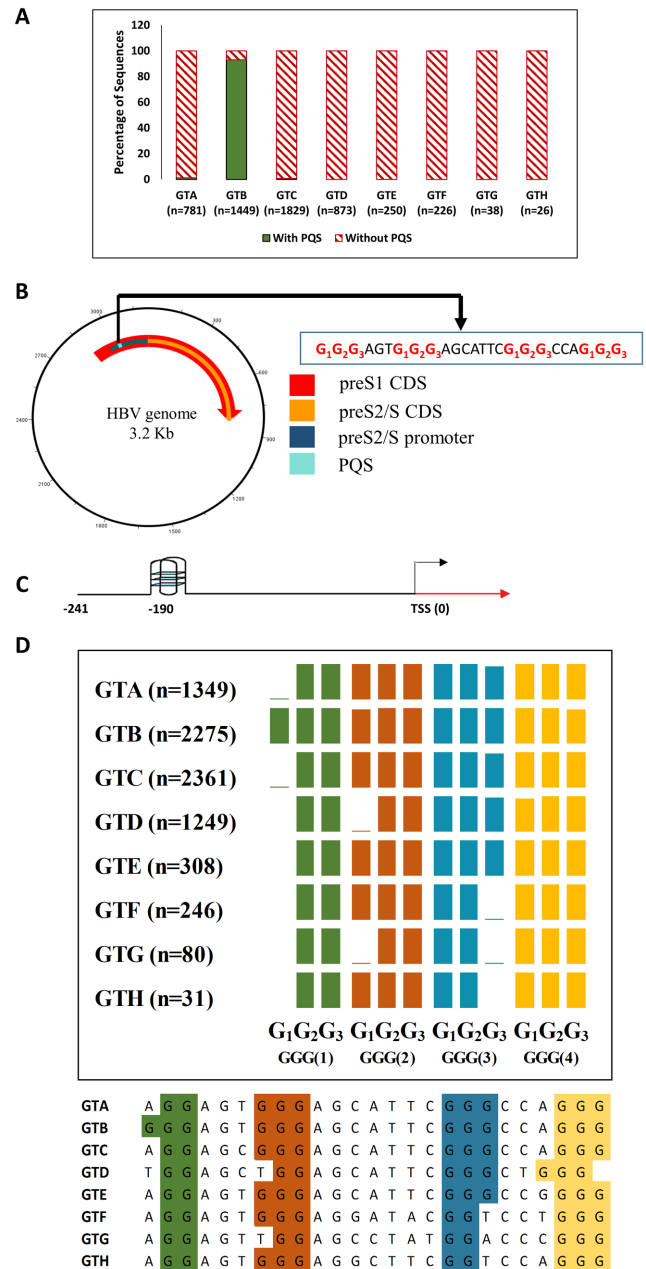 A
Percentage of Sequences
120
100
80
60
40
20
0
GTA GTB GTC GTD GTE GTF GTG GTH
(n=781) (n=1449) (n=1829) (n=873) (n=250) (n=226) (n=38) (n=26)
With PQS Without PQS
B
3000
300
2700
600
2400
900
2100
1200
1800
1500
HBV genome
3.2 Kb
G₁G₂G₃AGTG₁G₂G₃AGCATTCG₁G₂G₃CCAG₁G₂G₃
preS1 CDS
preS2/S CDS
preS2/S promoter
PQS
C
-241 -190 TSS (0)
D
GTA (n=1349)
GTB (n=2275)
GTC (n=2361)
GTD (n=1249)
GTE (n=308)
GTF (n=246)
GTG (n=80)
GTH (n=31)
G₁G₂G₃ G₁G₂G₃ G₁G₂G₃ G₁G₂G₃
GGG(1) GGG(2) GGG(3) GGG(4)
GTA A G G A G T G G G A G C A T T C G G G C C A G G G
GTB G G G A G T G G G A G C A T T C G G G C C A G G G
GTC A G G A G C G G G A G C A T T C G G G C C A G G G
GTD T G G A G C T G G A G C A T T C G G G C T G G G
GTE A G G A G T G G G A G C A T T C G G G C C G G G G
GTF A G G A G T G G G A G G A T A C G G T C C T G G G
GTG A G G A G T T G G A G C C T A T G G A C C C G G G
GTH A G G A G T G G G A G G C T T C G G T C C A G G G